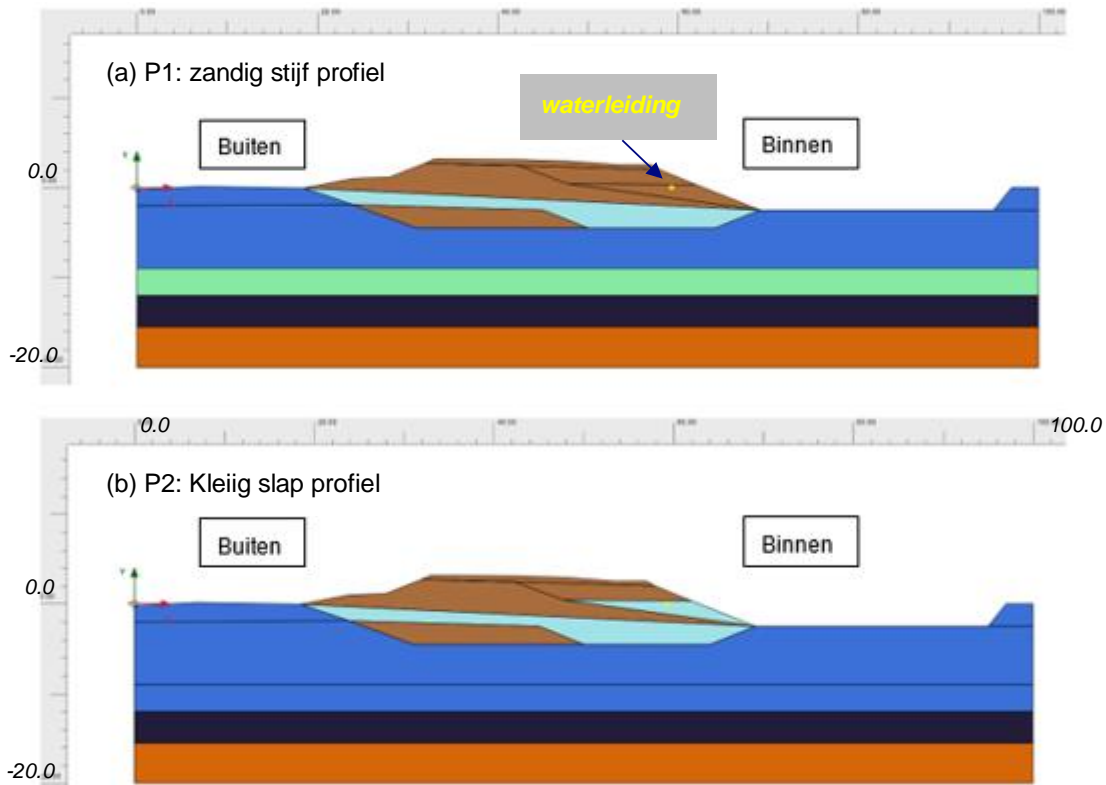 (a) P1: zandig stijf profiel
waterleiding
Buiten
Binnen
0.0
-20.0
0.0
100.0
(b) P2: Kleiig slap profiel
Buiten
Binnen
0.0
-20.0